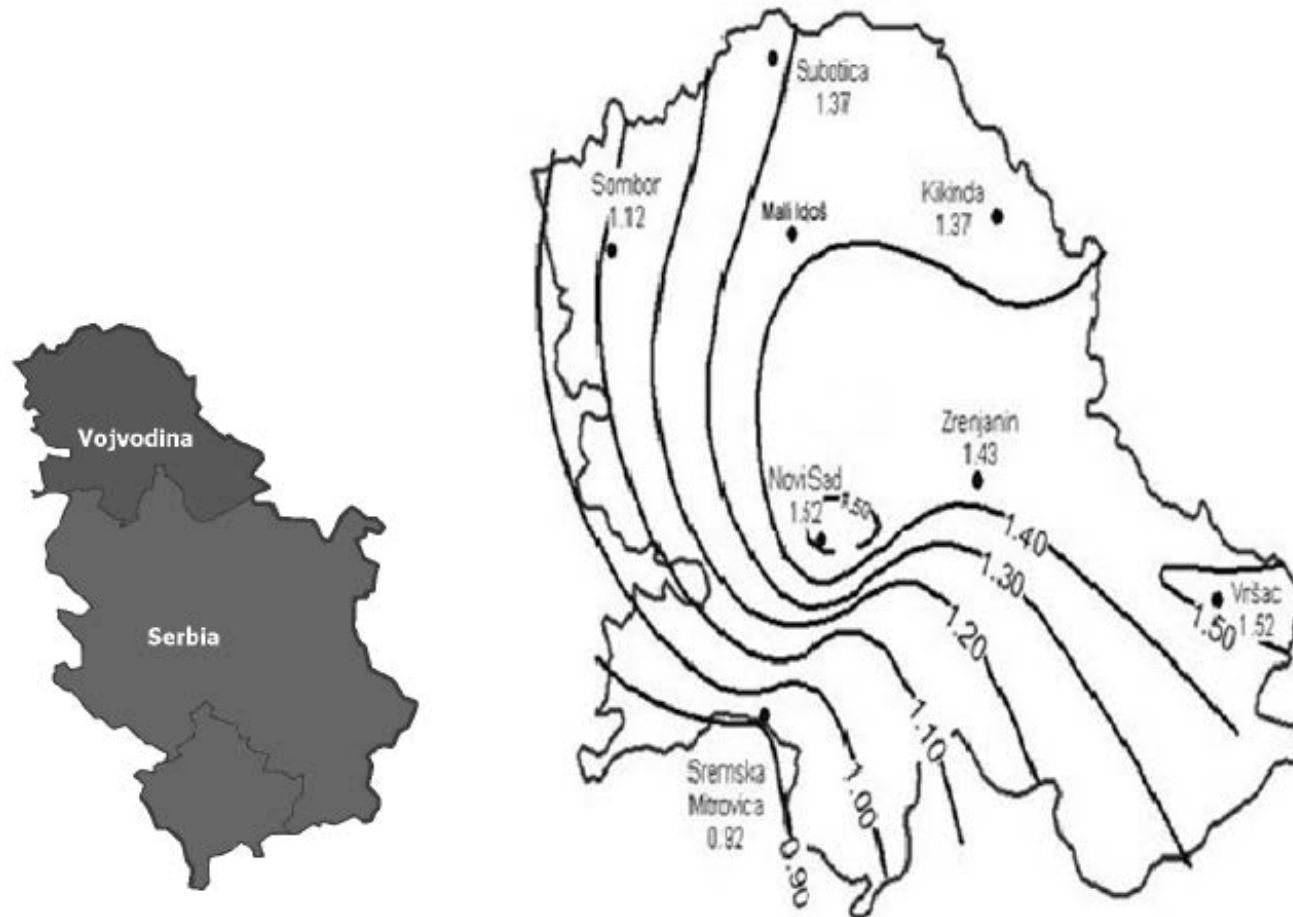 Vojvodina
Serbia
Subotica
1.37
Sombor
1.12
Mali Iđoš
Kikinda
1.37
Zrenjanin
1.43
Novi Sad
1.52
1.50
1.40
1.30
1.20
1.10
1.00
0.90
Vršac
1.52
1.50
Sremska
Mitrovica
0.92